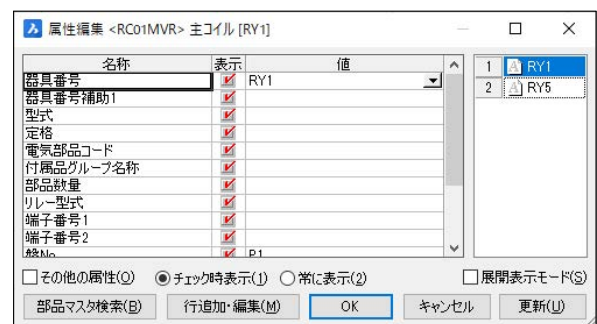 属性編集 <RC01MVR> 主コイル [RY1]
名称 表示 値
器具番号 RY1
器具番号補助1
型式
定格
電気部品コード
付属品グループ名称
部品数量
リレー型式
端子番号1
端子番号2
盤No. P1
1 RY1
2 RY5
その他の属性(O) チェック時表示(1) 常に表示(2) 展開表示モード(S)
部品マスタ検索(B) 行追加・編集(M) OK キャンセル 更新(U)